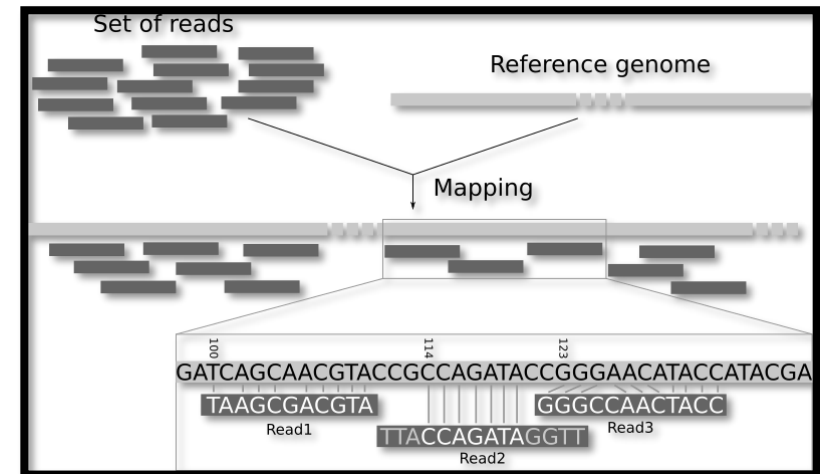 Set of reads
Reference genome
Mapping
100
114
123
GATCAGCAACGTACCGCCAGATACCGGGAACATACCATACGA
TAAGCGACGTA
GGGCCAACTACC
Read1
TTACCAGATAGGTT
Read3
Read2